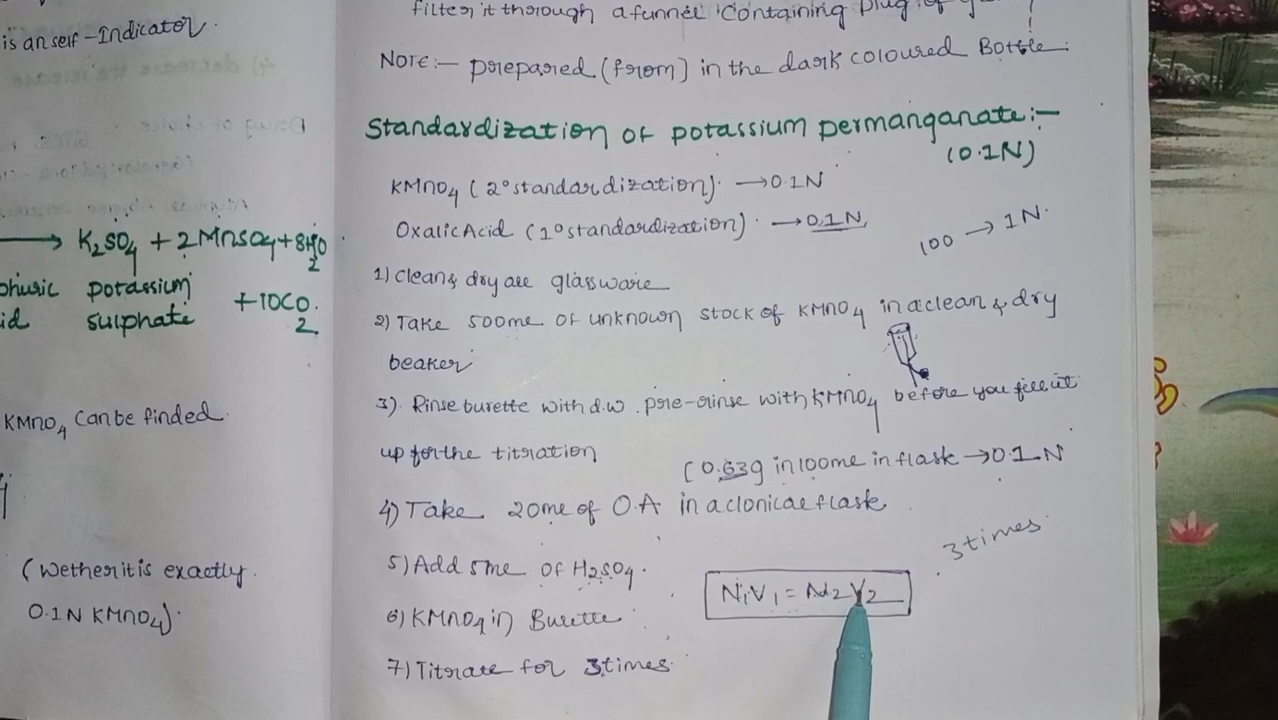 is an self-Indicator.
K2SO4 + 2MnSO4 + 8H2O
phuric potassium
+10CO2
id sulphate
KMnO4 Can be finded
(Wether it is exactly
0.1N KMnO4).
filter it through a funnel Containing plug of
NOTE:— prepared (from) in the dark coloured Bottle.
Standardization of potassium permanganate:-
(0.1N)
KMnO4 (2° standardization). →0.1N
Oxalic Acid (1° standardization). →0.1N
100 → 1N.
1) Clean & dry all glassware
2) Take 500ml of unknown stock of KMnO4 in a clean & dry
beaker
3). Rinse burette with d.w. pre-rinse with KMnO4 before you fill it
up for the titration
[0.63g in 100ml in flask →0.1N
4) Take 20ml of O.A in a clonical flask
3 times
5) Add 5ml of H2SO4.
N1V1 = N2V2
6) KMnO4 in Burette
7) Titrate for 3 times